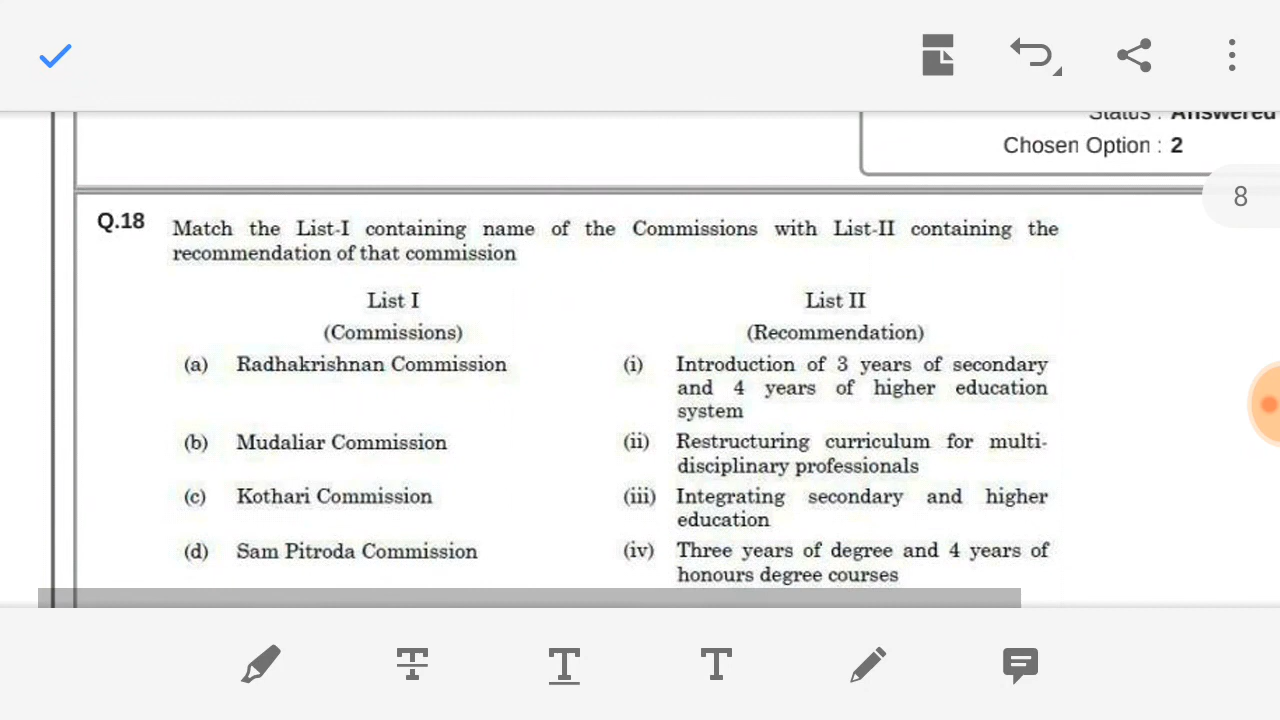 Status : Answered
Chosen Option : 2
8
Q.18 Match the List-I containing name of the Commissions with List-II containing the
recommendation of that commission
List I List II
(Commissions) (Recommendation)
(a) Radhakrishnan Commission (i) Introduction of 3 years of secondary
and 4 years of higher education
system
(b) Mudaliar Commission (ii) Restructuring curriculum for multi-
disciplinary professionals
(c) Kothari Commission (iii) Integrating secondary and higher
education
(d) Sam Pitroda Commission (iv) Three years of degree and 4 years of
honours degree courses